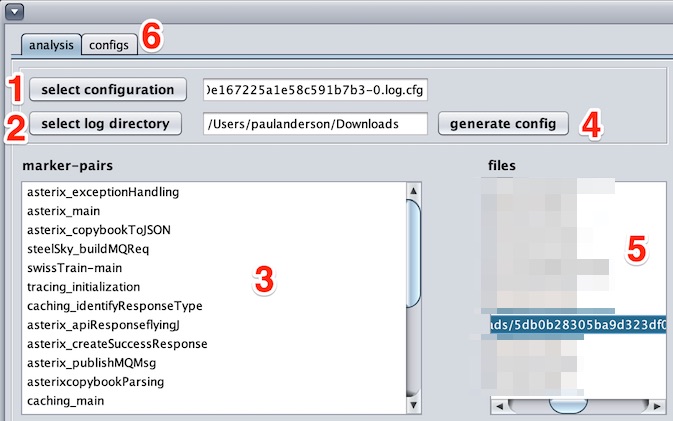 analysis configs 6
1 select configuration 0e167225a1e58c591b7b3-0.log.cfg
2 select log directory /Users/paulanderson/Downloads generate config 4
marker-pairs files
asterix_exceptionHandling
asterix_main
asterix_copybookToJSON
steelSky_buildMQReq
swissTrain-main
tracing_initialization
caching_identifyResponseType
asterix_apiResponseflyingJ
asterix_createSuccessResponse
asterix_publishMQMsg
asterixcopybookParsing
caching_main
3
5
ads/5db0b28305ba9d323df0